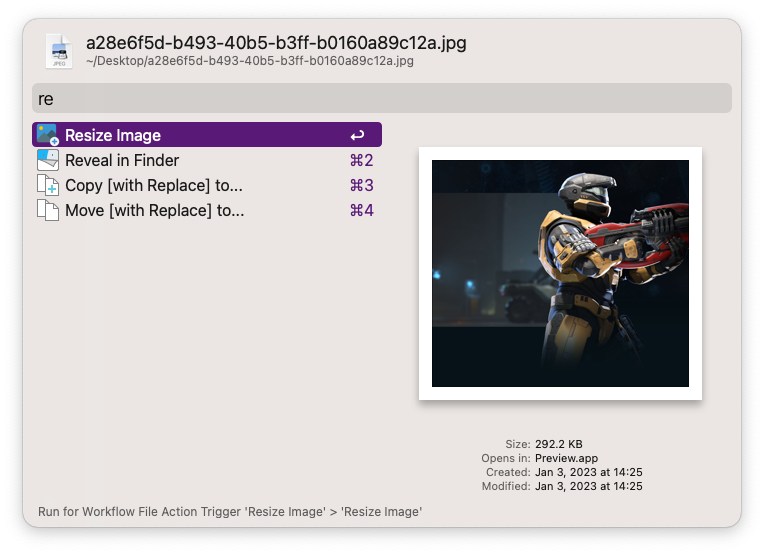 a28e6f5d-b493-40b5-b3ff-b0160a89c12a.jpg
~/Desktop/a28e6f5d-b493-40b5-b3ff-b0160a89c12a.jpg
JPEG
re
Resize Image ↩
Reveal in Finder ⌘2
Copy [with Replace] to... ⌘3
Move [with Replace] to... ⌘4
Size: 292.2 KB
Opens in: Preview.app
Created: Jan 3, 2023 at 14:25
Modified: Jan 3, 2023 at 14:25
Run for Workflow File Action Trigger 'Resize Image' > 'Resize Image'